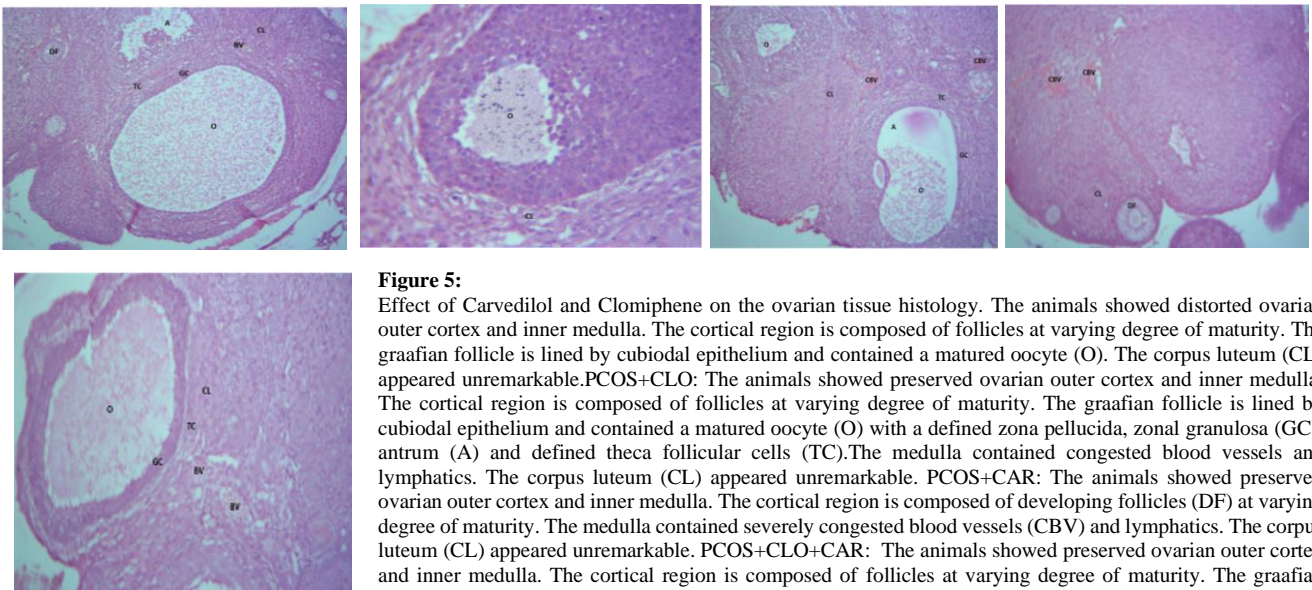 A
CL
BV
DF
GC
TC
O
O
CL
O
CBV
CBV
CL
TC
A
GC
O
CBV CBV
CL
DF
Figure 5:
Effect of Carvedilol and Clomiphene on the ovarian tissue histology. The animals showed distorted ovaria
outer cortex and inner medulla. The cortical region is composed of follicles at varying degree of maturity. Th
graafian follicle is lined by cubiodal epithelium and contained a matured oocyte (O). The corpus luteum (CL
appeared unremarkable.PCOS+CLO: The animals showed preserved ovarian outer cortex and inner medulla
The cortical region is composed of follicles at varying degree of maturity. The graafian follicle is lined b
cubiodal epithelium and contained a matured oocyte (O) with a defined zona pellucida, zonal granulosa (GC
antrum (A) and defined theca follicular cells (TC).The medulla contained congested blood vessels an
lymphatics. The corpus luteum (CL) appeared unremarkable. PCOS+CAR: The animals showed preserve
ovarian outer cortex and inner medulla. The cortical region is composed of developing follicles (DF) at varyin
degree of maturity. The medulla contained severely congested blood vessels (CBV) and lymphatics. The corpu
luteum (CL) appeared unremarkable. PCOS+CLO+CAR: The animals showed preserved ovarian outer corte
and inner medulla. The cortical region is composed of follicles at varying degree of maturity. The graafia
CL
O
TC
GC
BV
BV